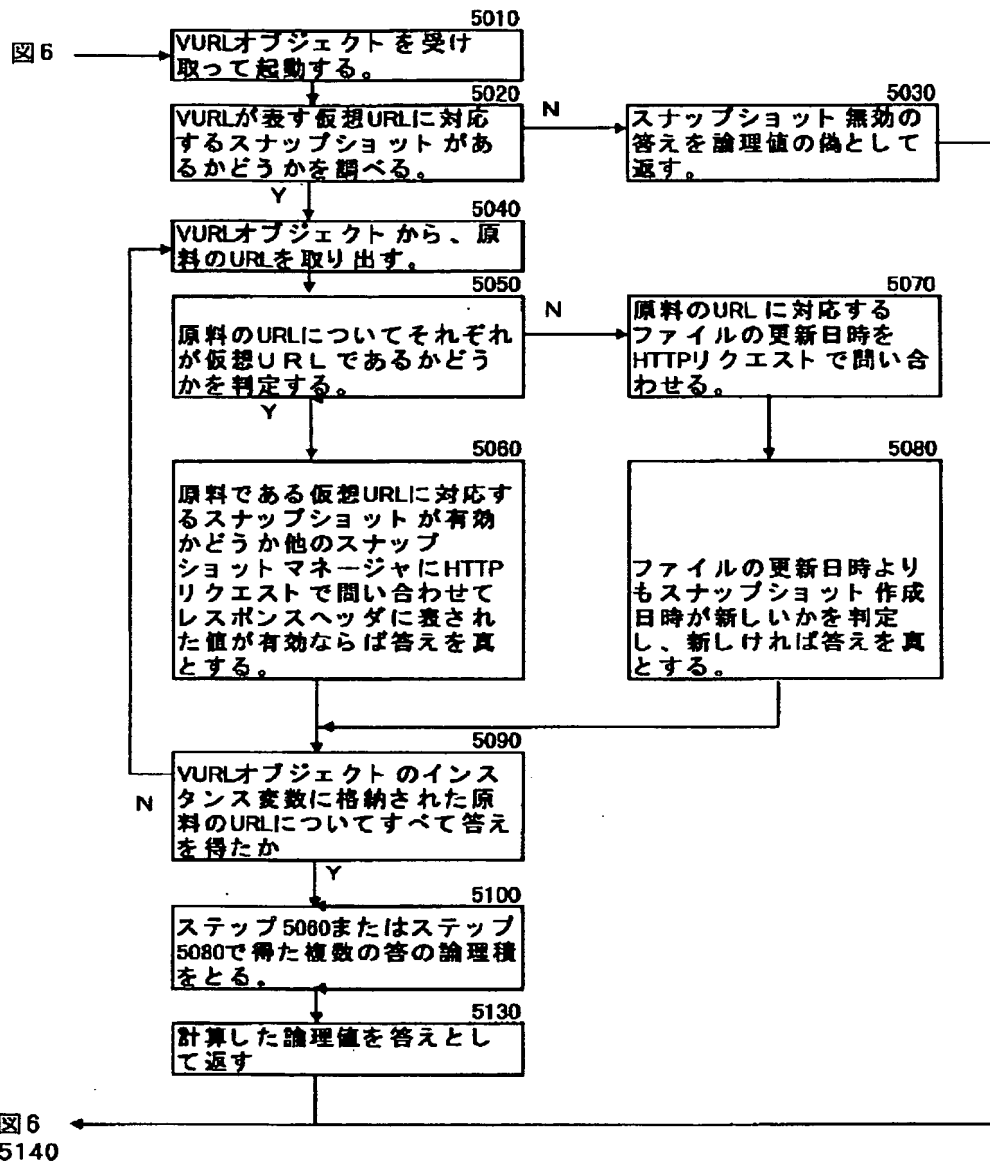 図6
5010
VURLオブジェクトを受け
取って起動する。
5020
VURLが表す仮想URLに対応
するスナップショットがあ
るかどうかを調べる。
N
5030
スナップショット無効の
答えを論理値の偽として
返す。
Y
5040
VURLオブジェクトから、原
料のURLを取り出す。
5050
原料のURLについてそれぞれ
が仮想URLであるかどう
かを判定する。
N
5070
原料のURLに対応する
ファイルの更新日時を
HTTPリクエストで問い合
わせる。
Y
5060
原料である仮想URLに対応す
るスナップショットが有効
かどうか他のスナップ
ショットマネージャにHTTP
リクエストで問い合わせて
レスポンスヘッダに表され
た値が有効ならば答えを真
とする。
5080
ファイルの更新日時より
もスナップショット作成
日時が新しいかを判定
し、新しければ答えを真
とする。
5090
VURLオブジェクトのインス
タンス変数に格納された原
料のURLについてすべて答え
を得たか
N
Y
5100
ステップ5060またはステップ
5080で得た複数の答の論理積
をとる。
5130
計算した論理値を答えとし
て返す
図6
5140